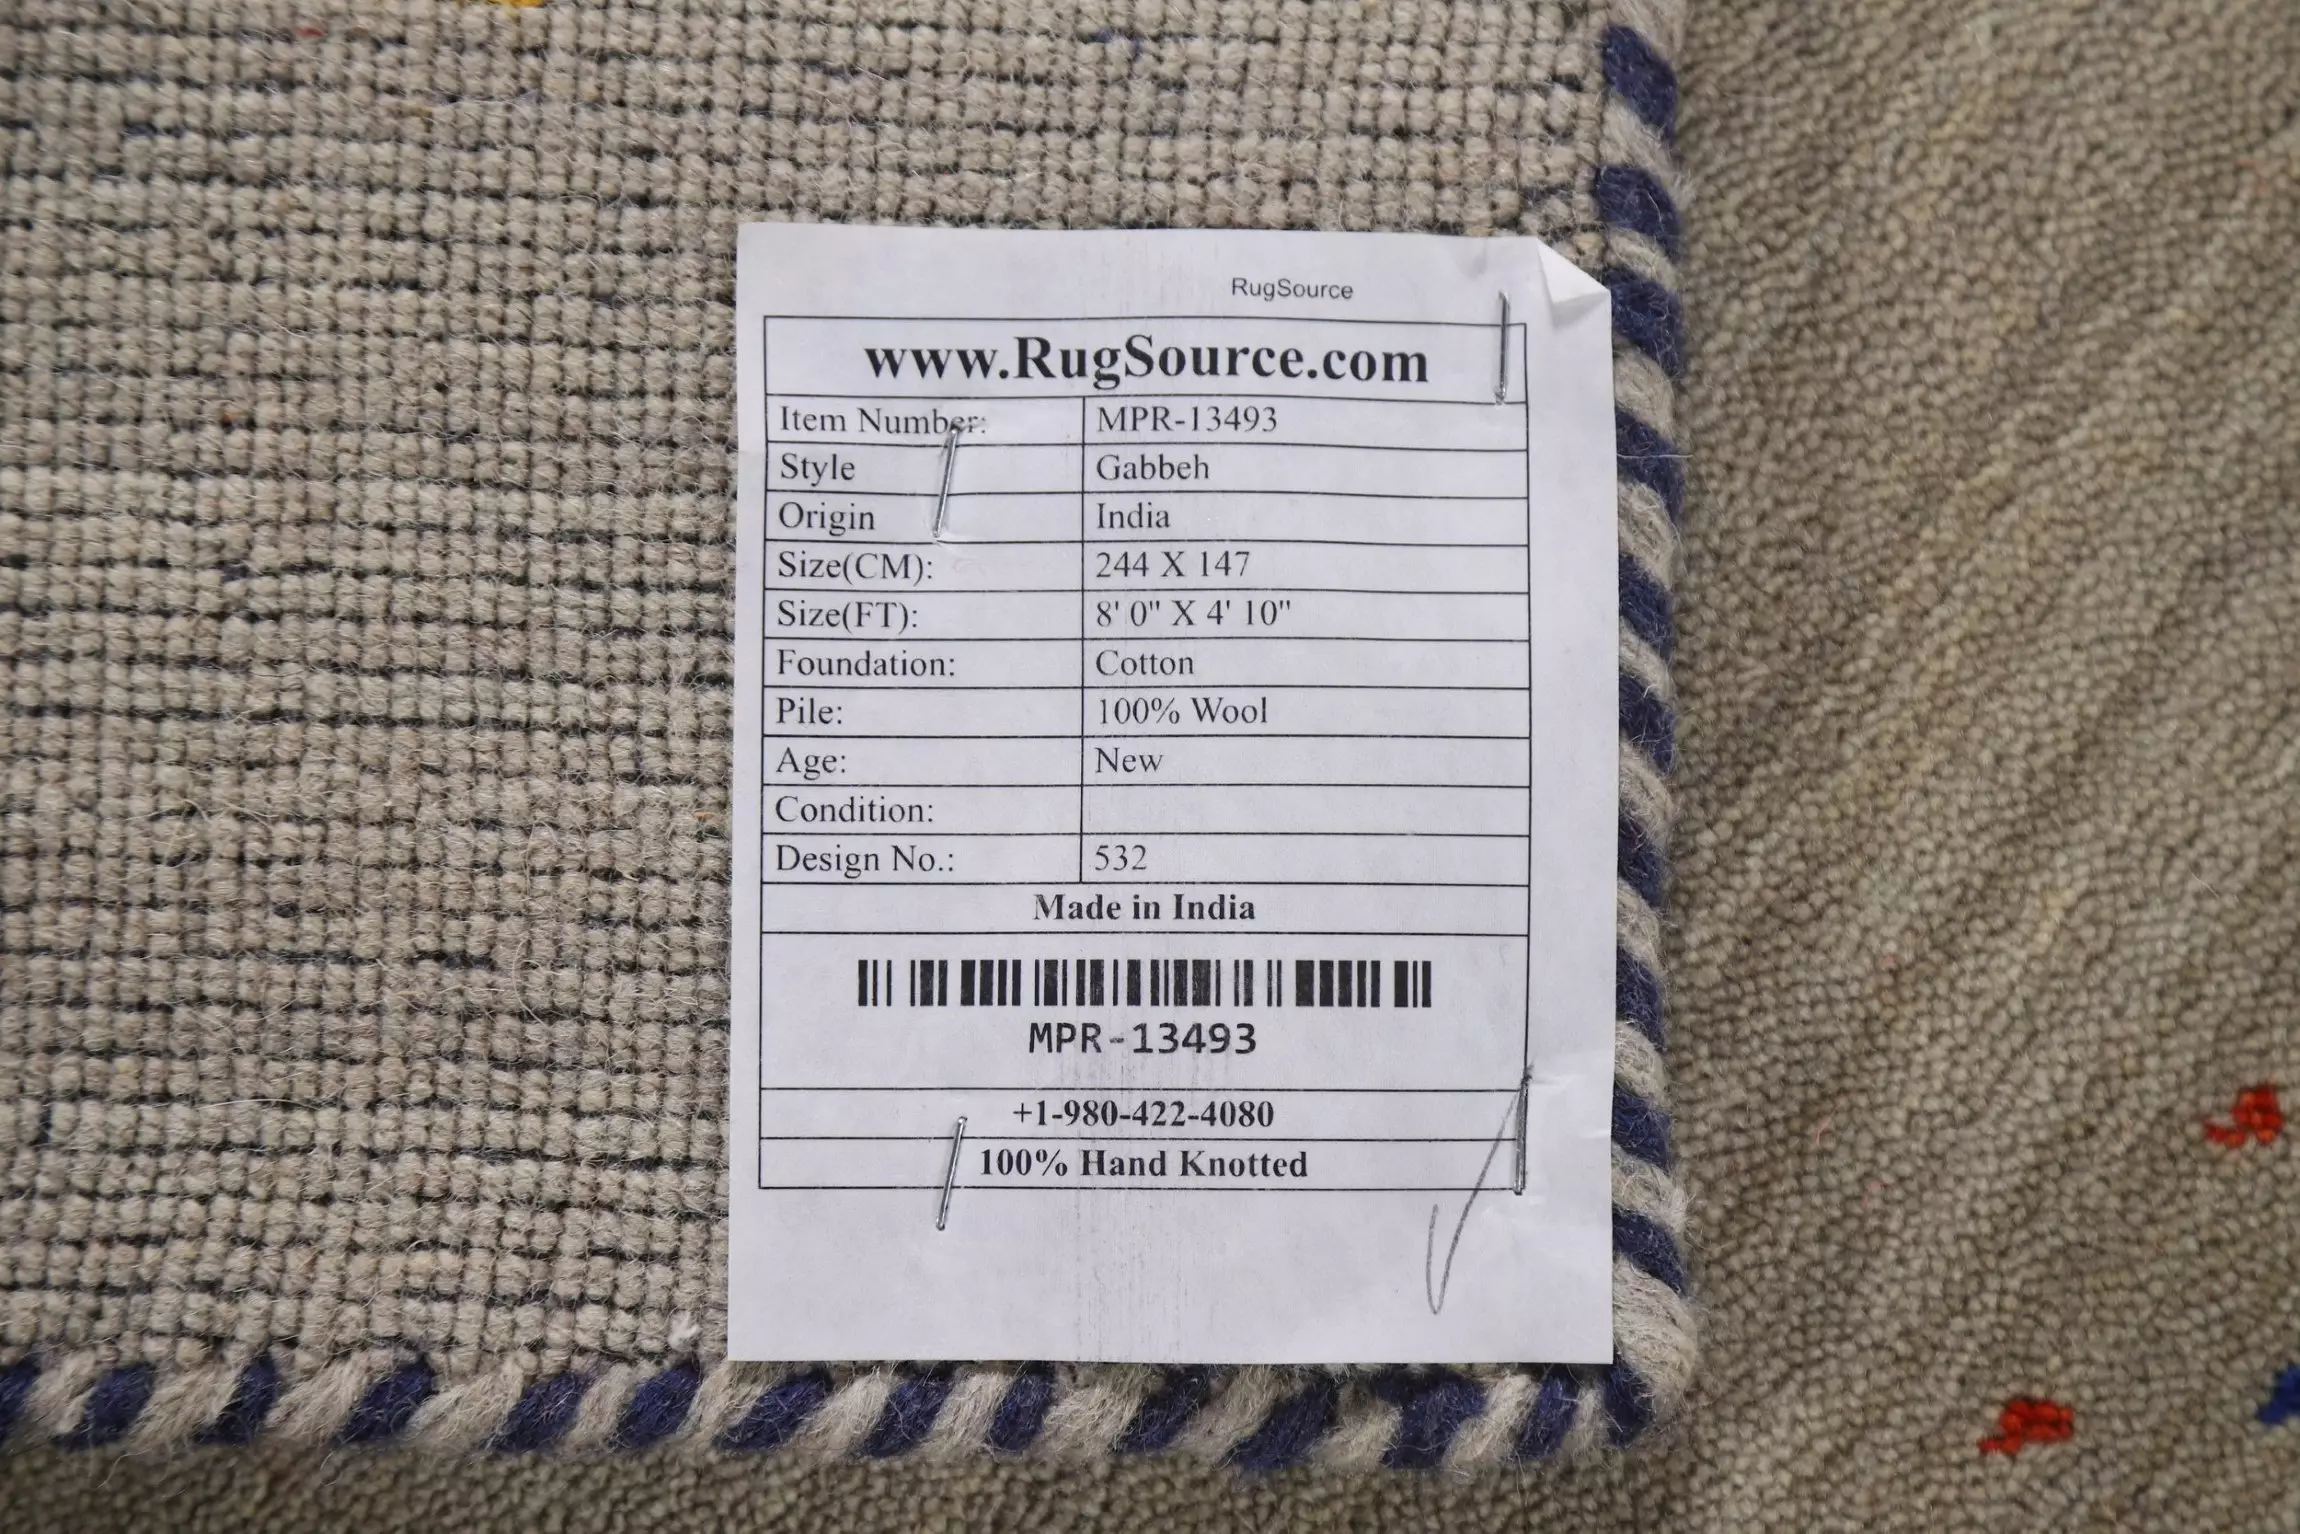 RugSource
www.RugSource.com
Item Number: MPR-13493
Style Gabbeh
Origin India
Size(CM): 244 X 147
Size(FT): 8' 0" X 4' 10"
Foundation: Cotton
Pile: 100% Wool
Age: New
Condition:
Design No.: 532
Made in India
MPR-13493
+1-980-422-4080
100% Hand Knotted